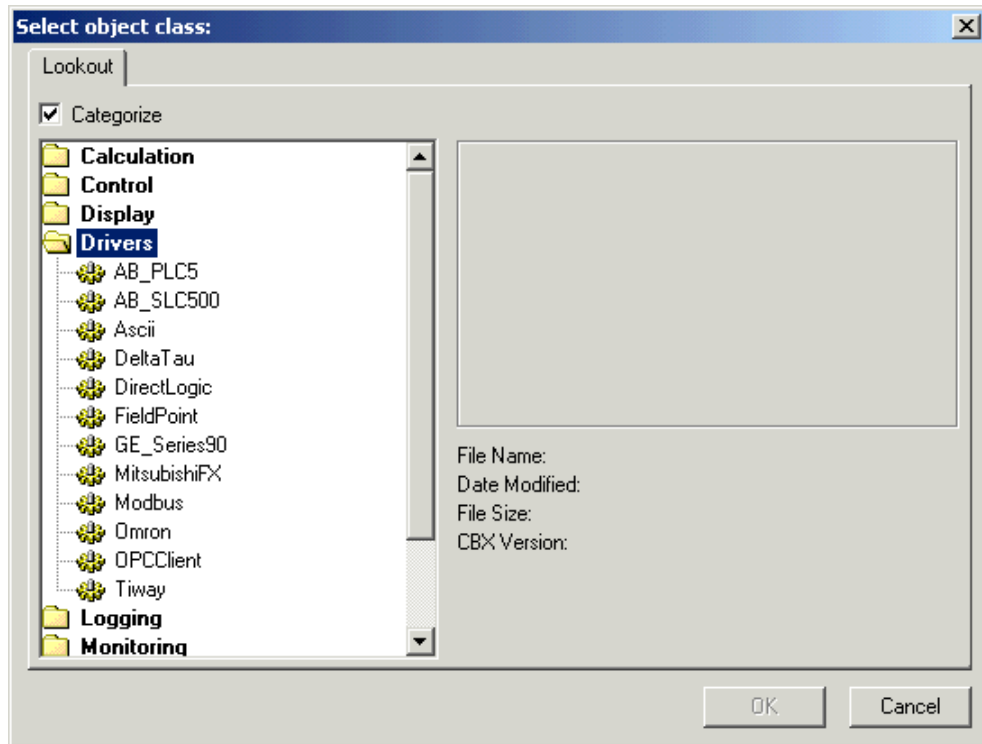 Select object class:
Lookout
Categorize
Calculation
Control
Display
Drivers
AB_PLC5
AB_SLC500
Ascii
DeltaTau
DirectLogic
FieldPoint
GE_Series90
MitsubishiFX
Modbus
Omron
OPCClient
Tiway
Logging
Monitoring
File Name:
Date Modified:
File Size:
CBX Version:
OK
Cancel